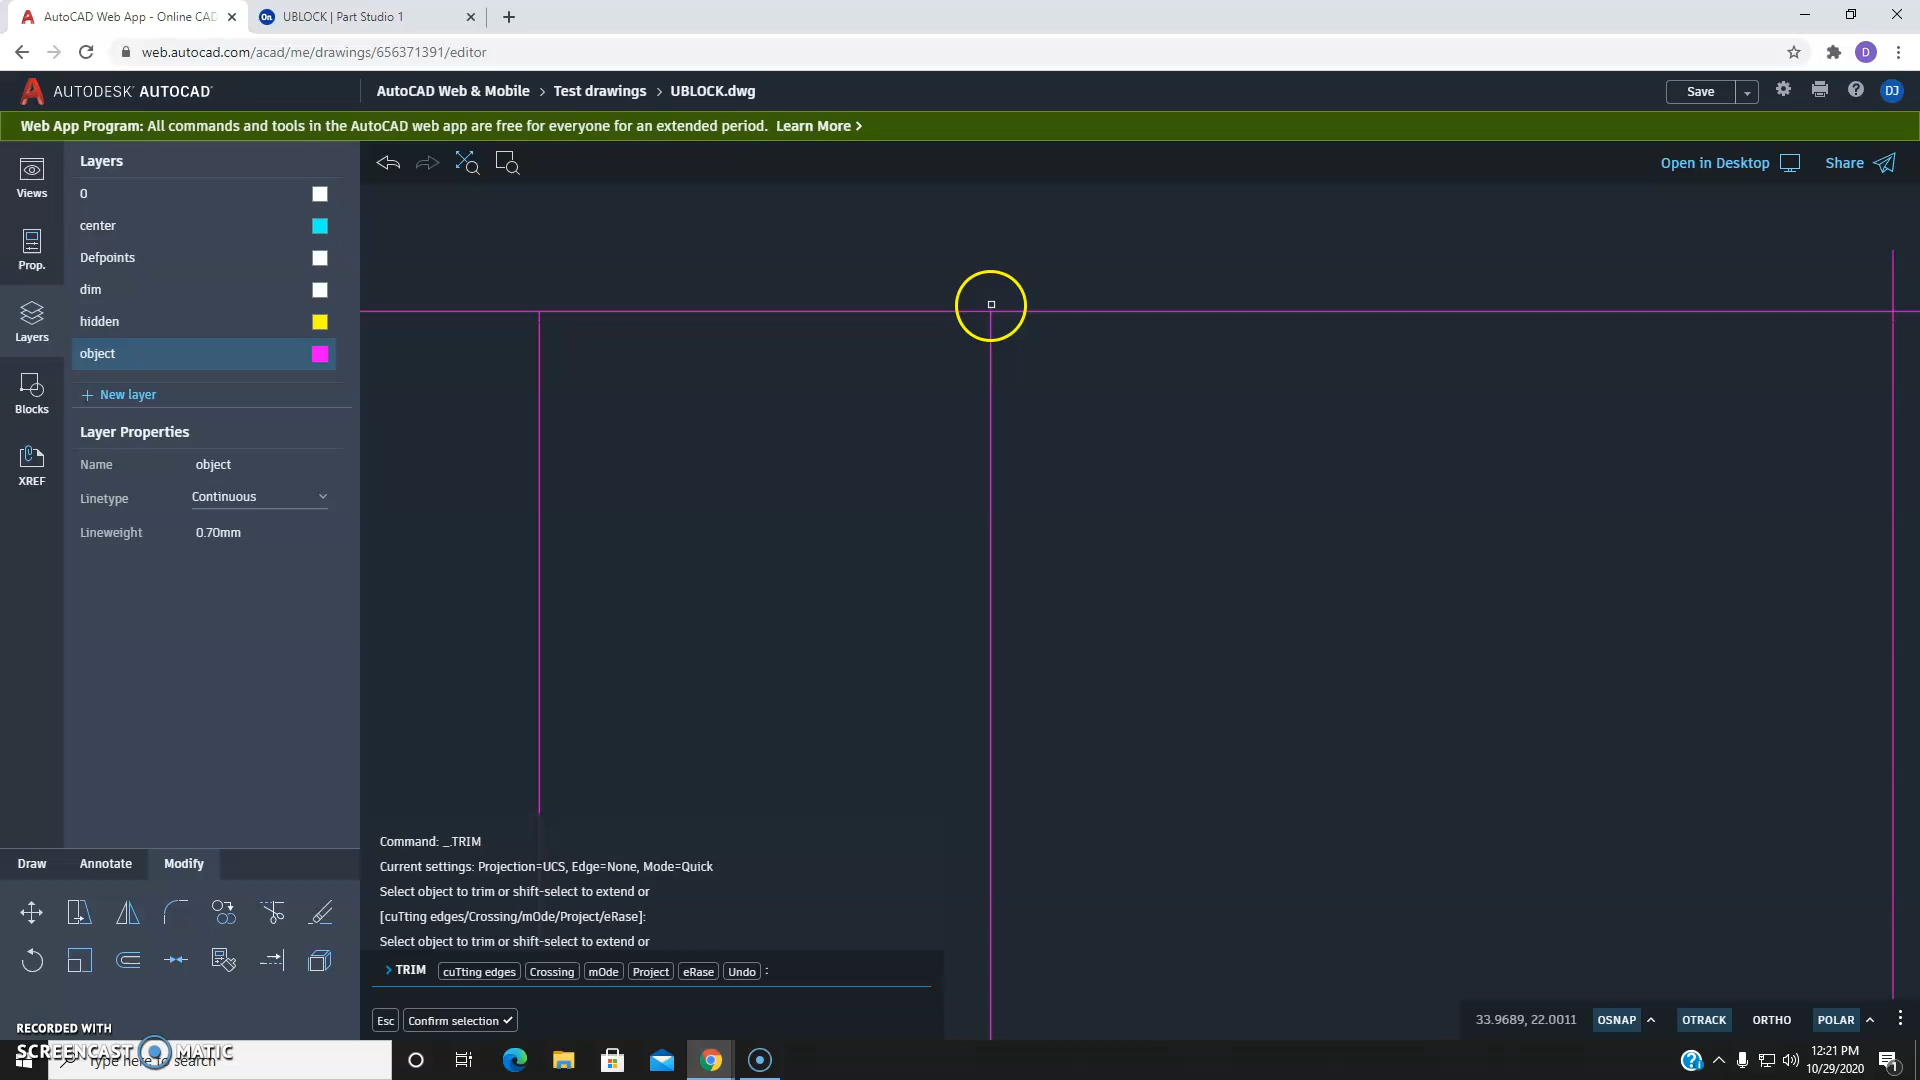 AutoCAD Web App - Online CAD
UBLOCK | Part Studio 1
web.autocad.com/acad/me/drawings/656371391/editor
D
AUTODESK® AUTOCAD®
AutoCAD Web & Mobile > Test drawings > UBLOCK.dwg
Save
DJ
Web App Program: All commands and tools in the AutoCAD web app are free for everyone for an extended period. Learn More >
Views
Prop.
Layers
Blocks
XREF
Layers
0
center
Defpoints
dim
hidden
object
+ New layer
Layer Properties
Name object
Linetype Continuous
Lineweight 0.70mm
Open in Desktop
Share
Draw Annotate Modify
Command: _.TRIM
Current settings: Projection=UCS, Edge=None, Mode=Quick
Select object to trim or shift-select to extend or
[cuTting edges/Crossing/mOde/Project/eRase]:
Select object to trim or shift-select to extend or
> TRIM cuTting edges Crossing mOde Project eRase Undo :
Esc Confirm selection
33.9689, 22.0011 OSNAP OTRACK ORTHO POLAR
RECORDED WITH
SCREENCAST MATIC
Type here to search
12:21 PM
10/29/2020
1